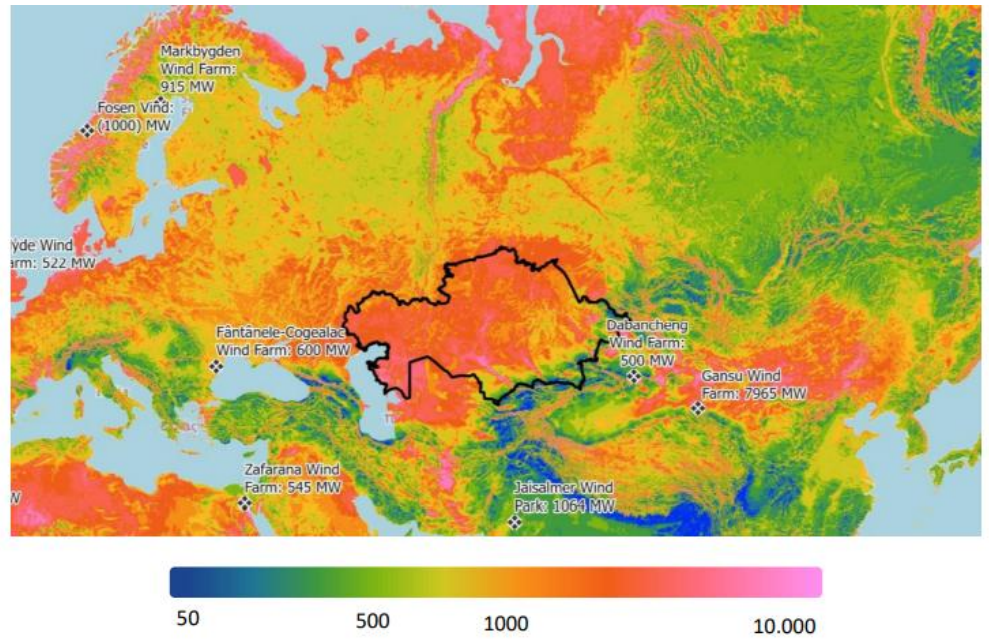 Markbygden
Wind Farm:
915 MW
Fosen Vind:
(1000) MW
ýde Wind
arm: 522 MW
Fântânele-Cogealac
Wind Farm: 600 MW
Dabancheng
Wind Farm:
500 MW
Gansu Wind
Farm: 7965 MW
Zafarana Wind
Farm: 545 MW
W
Jaisalmer Wind
Park: 1064 MW
50 500 1000 10.000